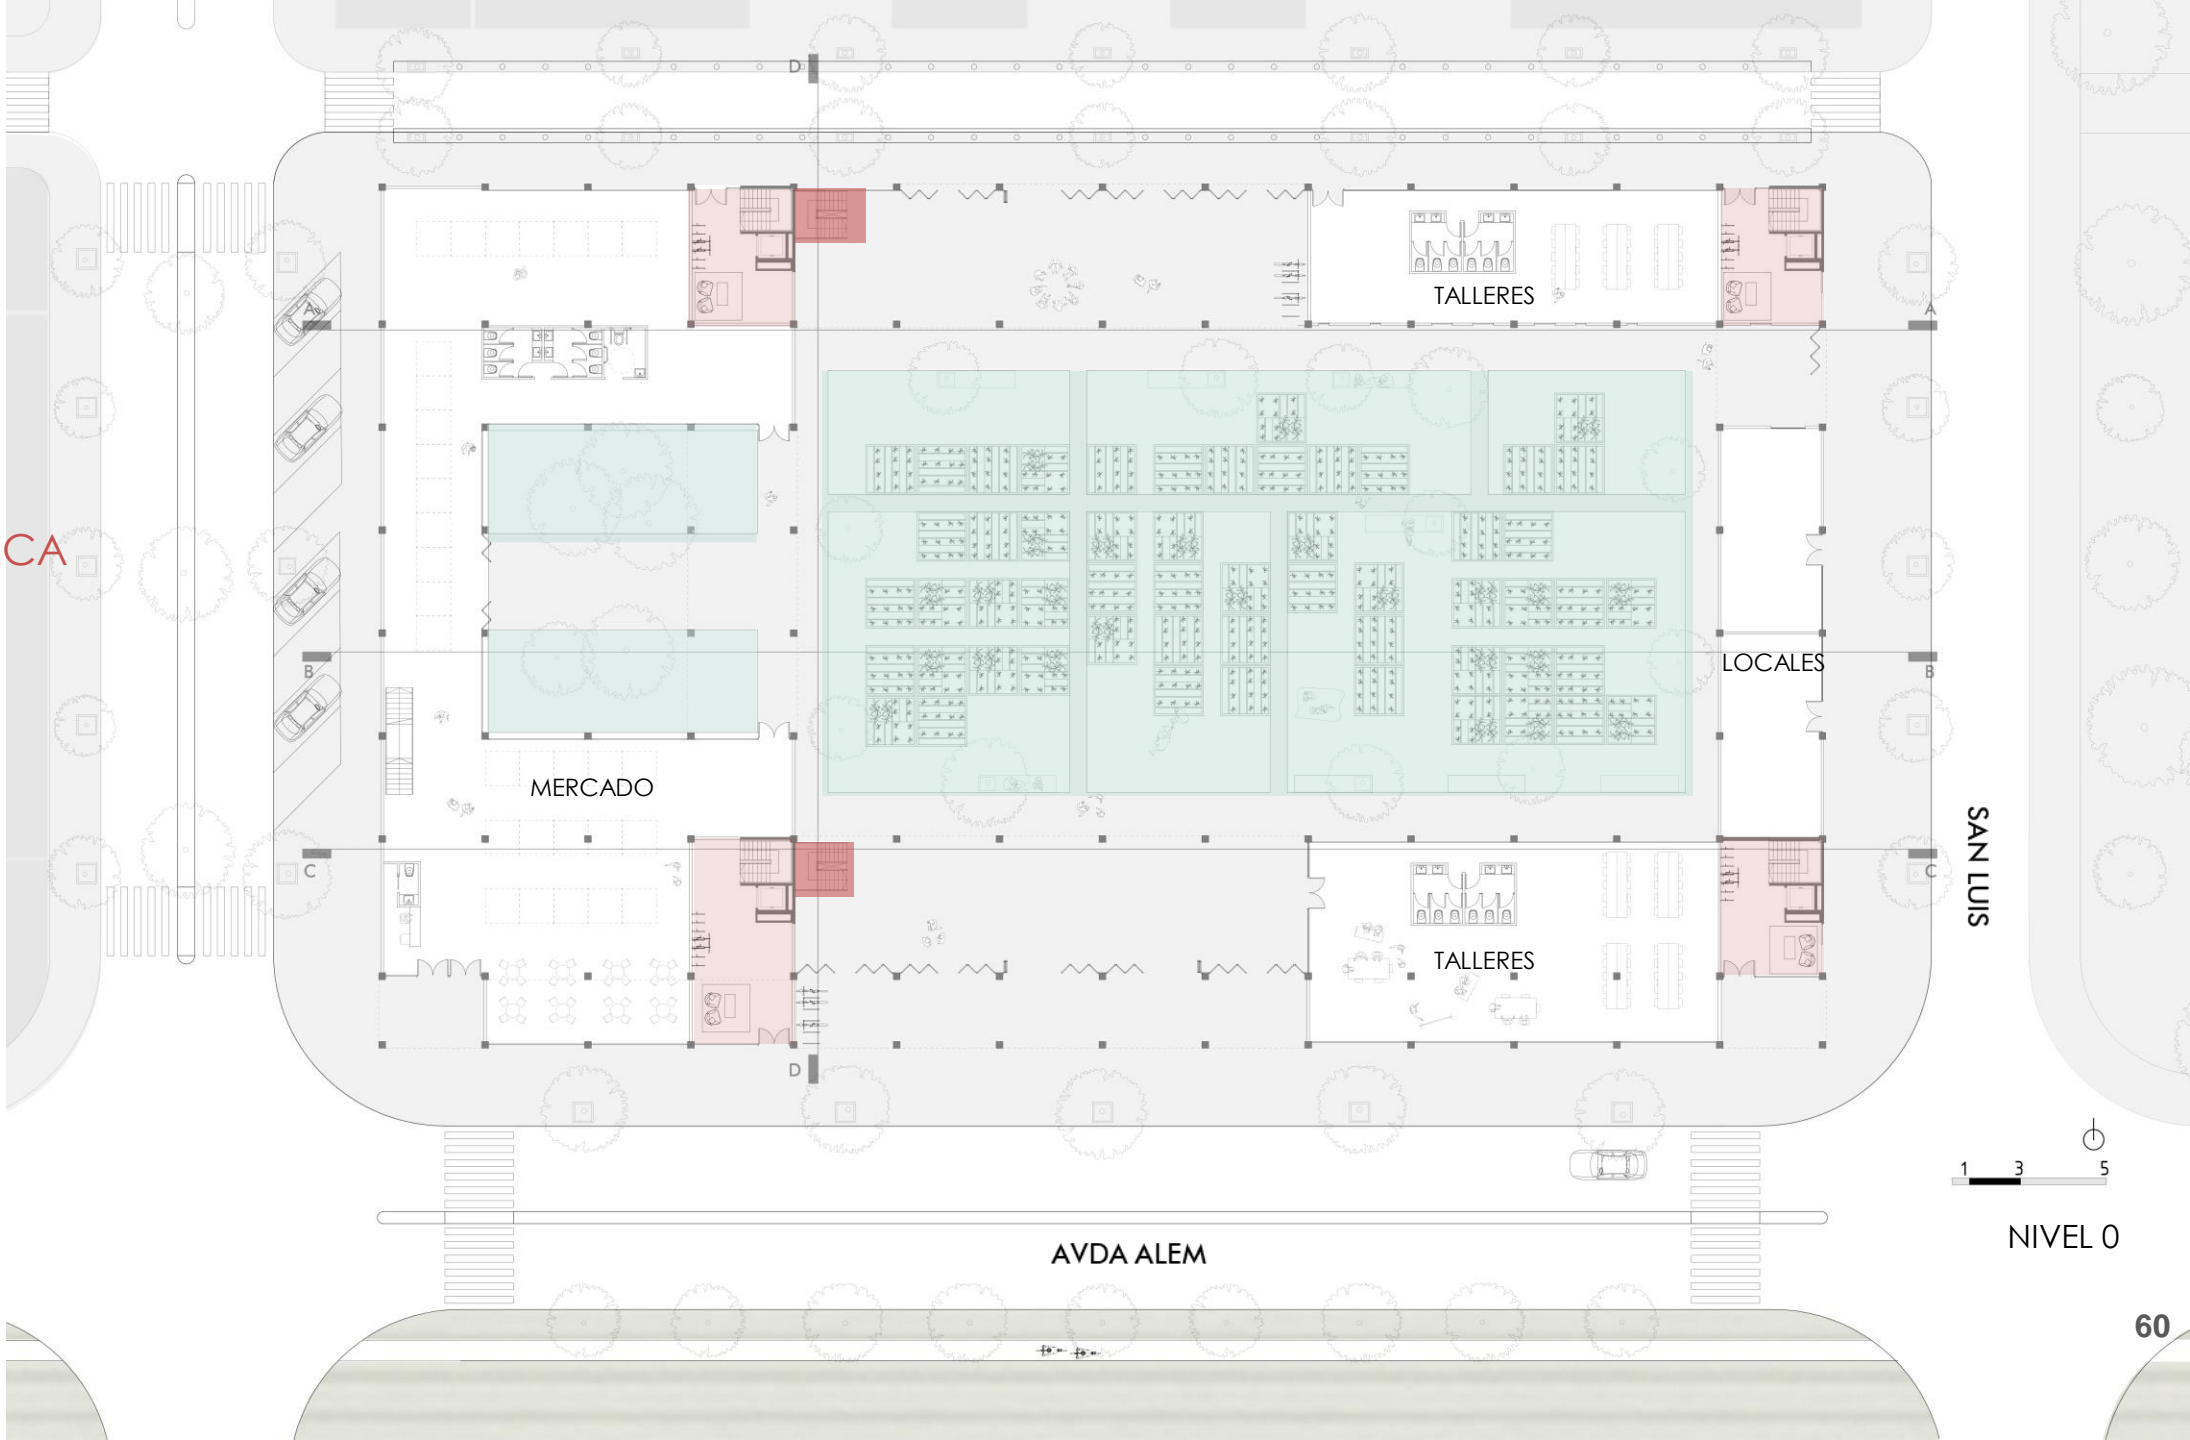 D
TALLERES
A
A
CA
B
LOCALES
B
MERCADO
SAN LUIS
C
C
TALLERES
D
1 3 5
AVDA ALEM
NIVEL 0
60